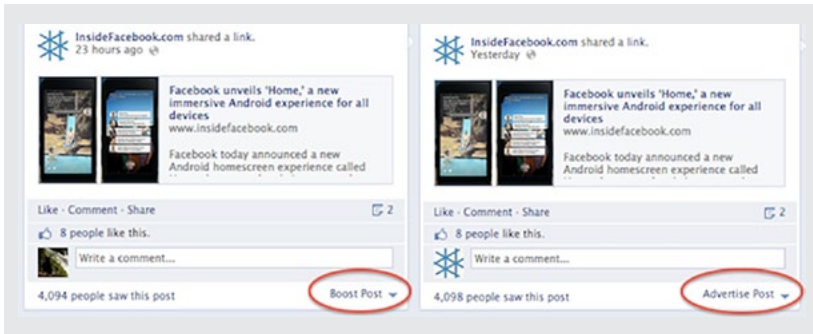 InsideFacebook.com shared a link.
23 hours ago
Facebook unveils 'Home,' a new
immersive Android experience for all
devices
www.insidefacebook.com
Facebook today announced a new
Android homescreen experience called
Like · Comment · Share
2
8 people like this.
Write a comment...
4,094 people saw this post
Boost Post
InsideFacebook.com shared a link.
Yesterday
Facebook unveils 'Home,' a new
immersive Android experience for all
devices
www.insidefacebook.com
Facebook today announced a new
Android homescreen experience called
Like · Comment · Share
2
8 people like this.
Write a comment...
4,098 people saw this post
Advertise Post